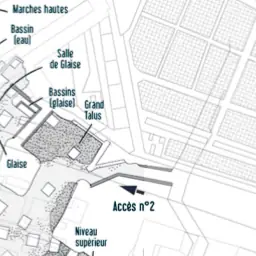 Marches hautes
Bassin
[eau]
Salle
de Glaise
Bassins
[glaise]
Grand
Talus
Glaise
Accès n°2
Niveau
supérieur